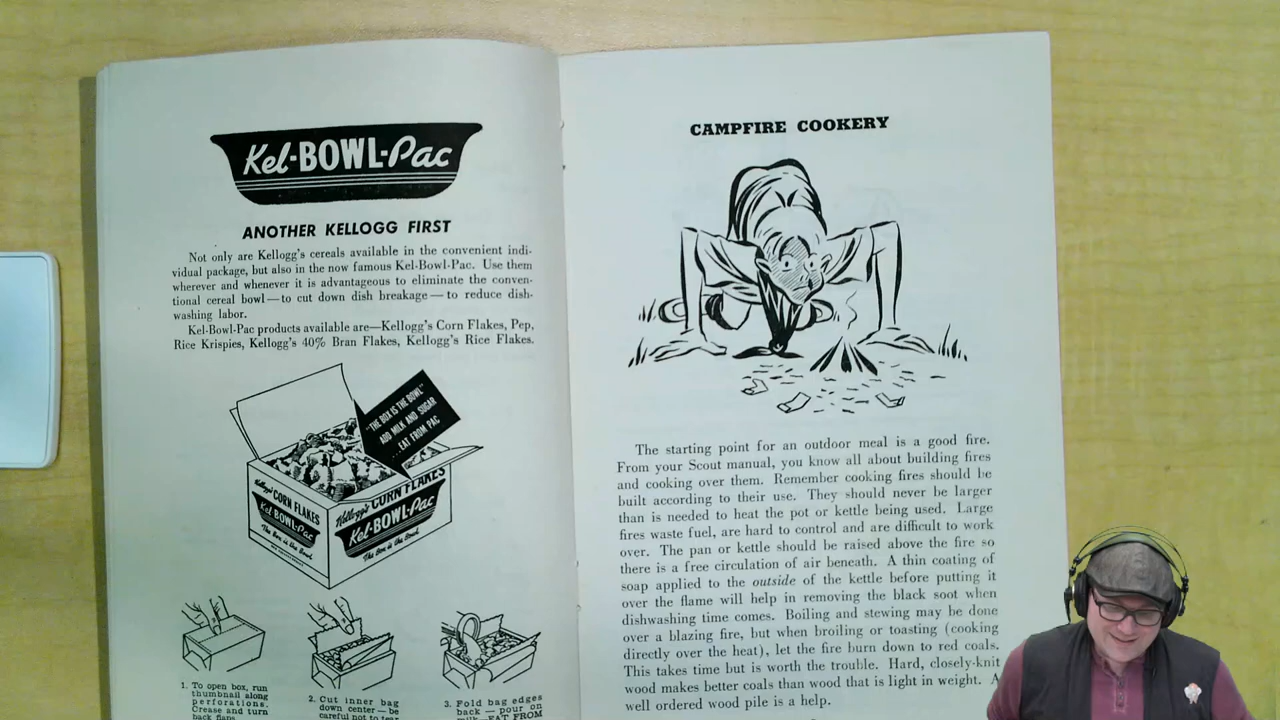 Kel-BOWL-Pac
ANOTHER KELLOGG FIRST
Not only are Kellogg's cereals available in the convenient indi-
vidual package, but also in the now famous Kel-Bowl-Pac. Use them
wherever and whenever it is advantageous to eliminate the conven-
tional cereal bowl—to cut down dish breakage—to reduce dish-
washing labor.
Kel-Bowl-Pac products available are—Kellogg's Corn Flakes, Pep,
Rice Krispies, Kellogg's 40% Bran Flakes, Kellogg's Rice Flakes.
"THE BOX IS THE BOWL"
ADD MILK AND SUGAR
...EAT FROM PAC
Kellogg's CORN FLAKES
Kel-BOWL-Pac
The Box is the Bowl
Kellogg's CORN FLAKES
Kel-BOWL-Pac
The Box is the Bowl
1. To open box, run
thumbnail along
perforations.
Crease and turn
back flaps
2. Cut inner bag
down center—be
careful not to tear
3. Fold bag edges
back—pour on
milk—EAT FROM
CAMPFIRE COOKERY
The starting point for an outdoor meal is a good fire.
From your Scout manual, you know all about building fires
and cooking over them. Remember cooking fires should be
built according to their use. They should never be larger
than is needed to heat the pot or kettle being used. Large
fires waste fuel, are hard to control and are difficult to work
over. The pan or kettle should be raised above the fire so
there is a free circulation of air beneath. A thin coating of
soap applied to the outside of the kettle before putting it
over the flame will help in removing the black soot when
dishwashing time comes. Boiling and stewing may be done
over a blazing fire, but when broiling or toasting (cooking
directly over the heat), let the fire burn down to red coals.
This takes time but is worth the trouble. Hard, closely-knit
wood makes better coals than wood that is light in weight. A
well ordered wood pile is a help.